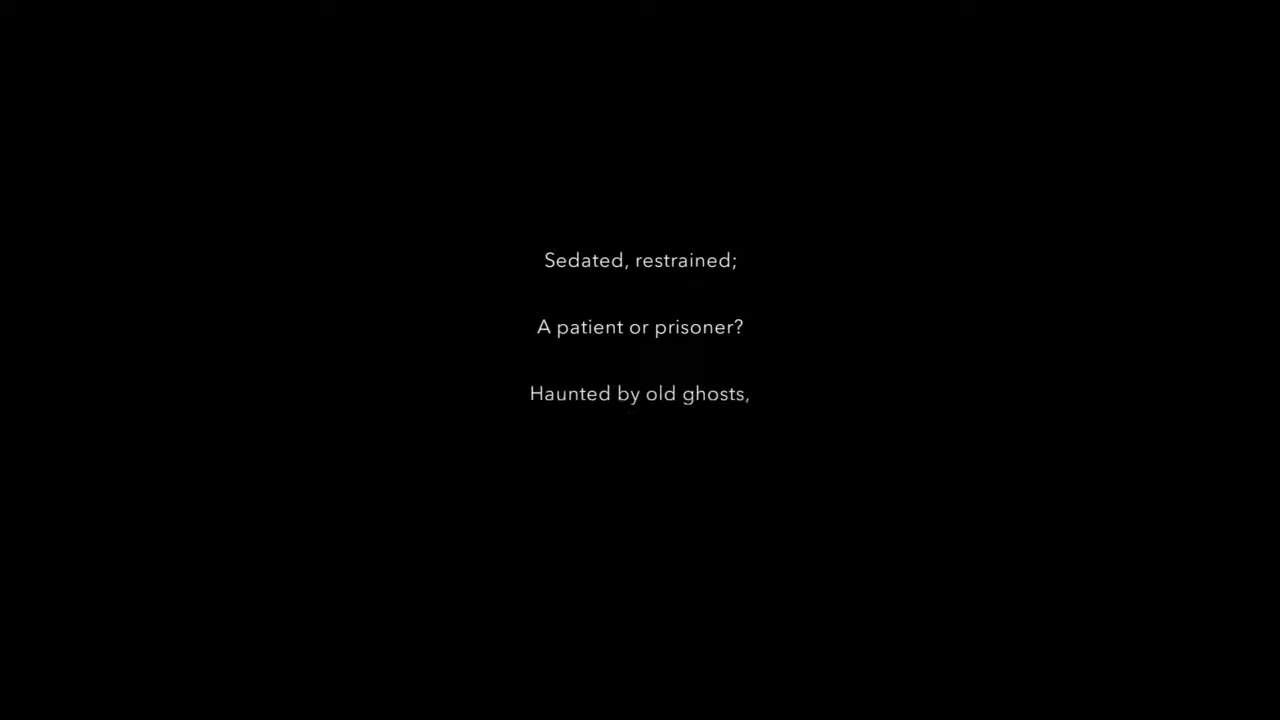 Sedated, restrained;
A patient or prisoner?
Haunted by old ghosts,